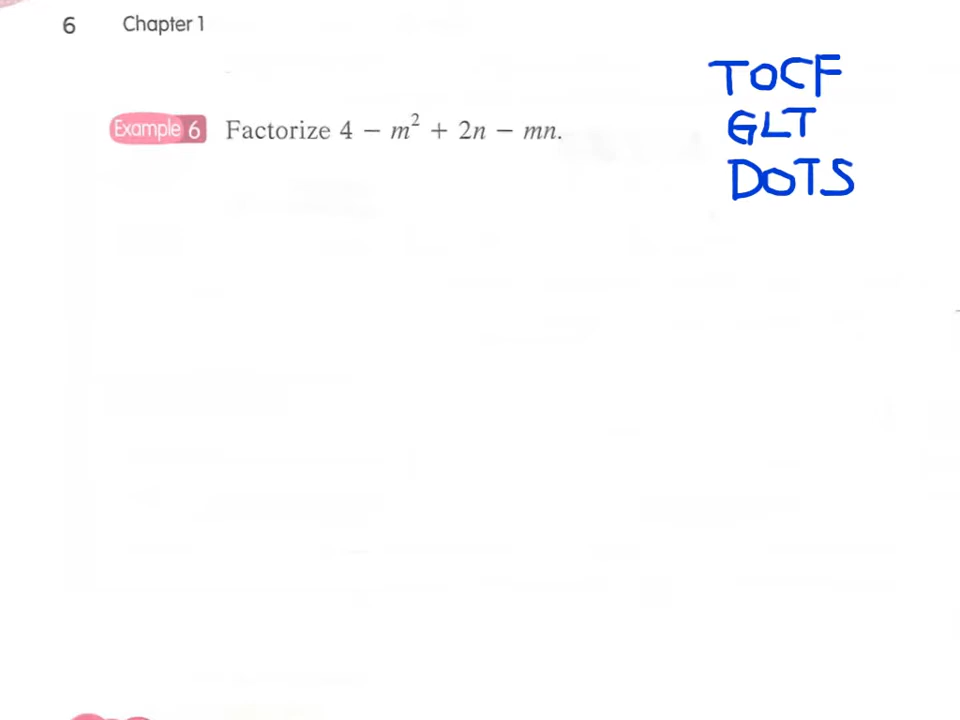 6 Chapter 1
TOCF
Example 6 Factorize 4 − m² + 2n − mn.
GLT
DOTS